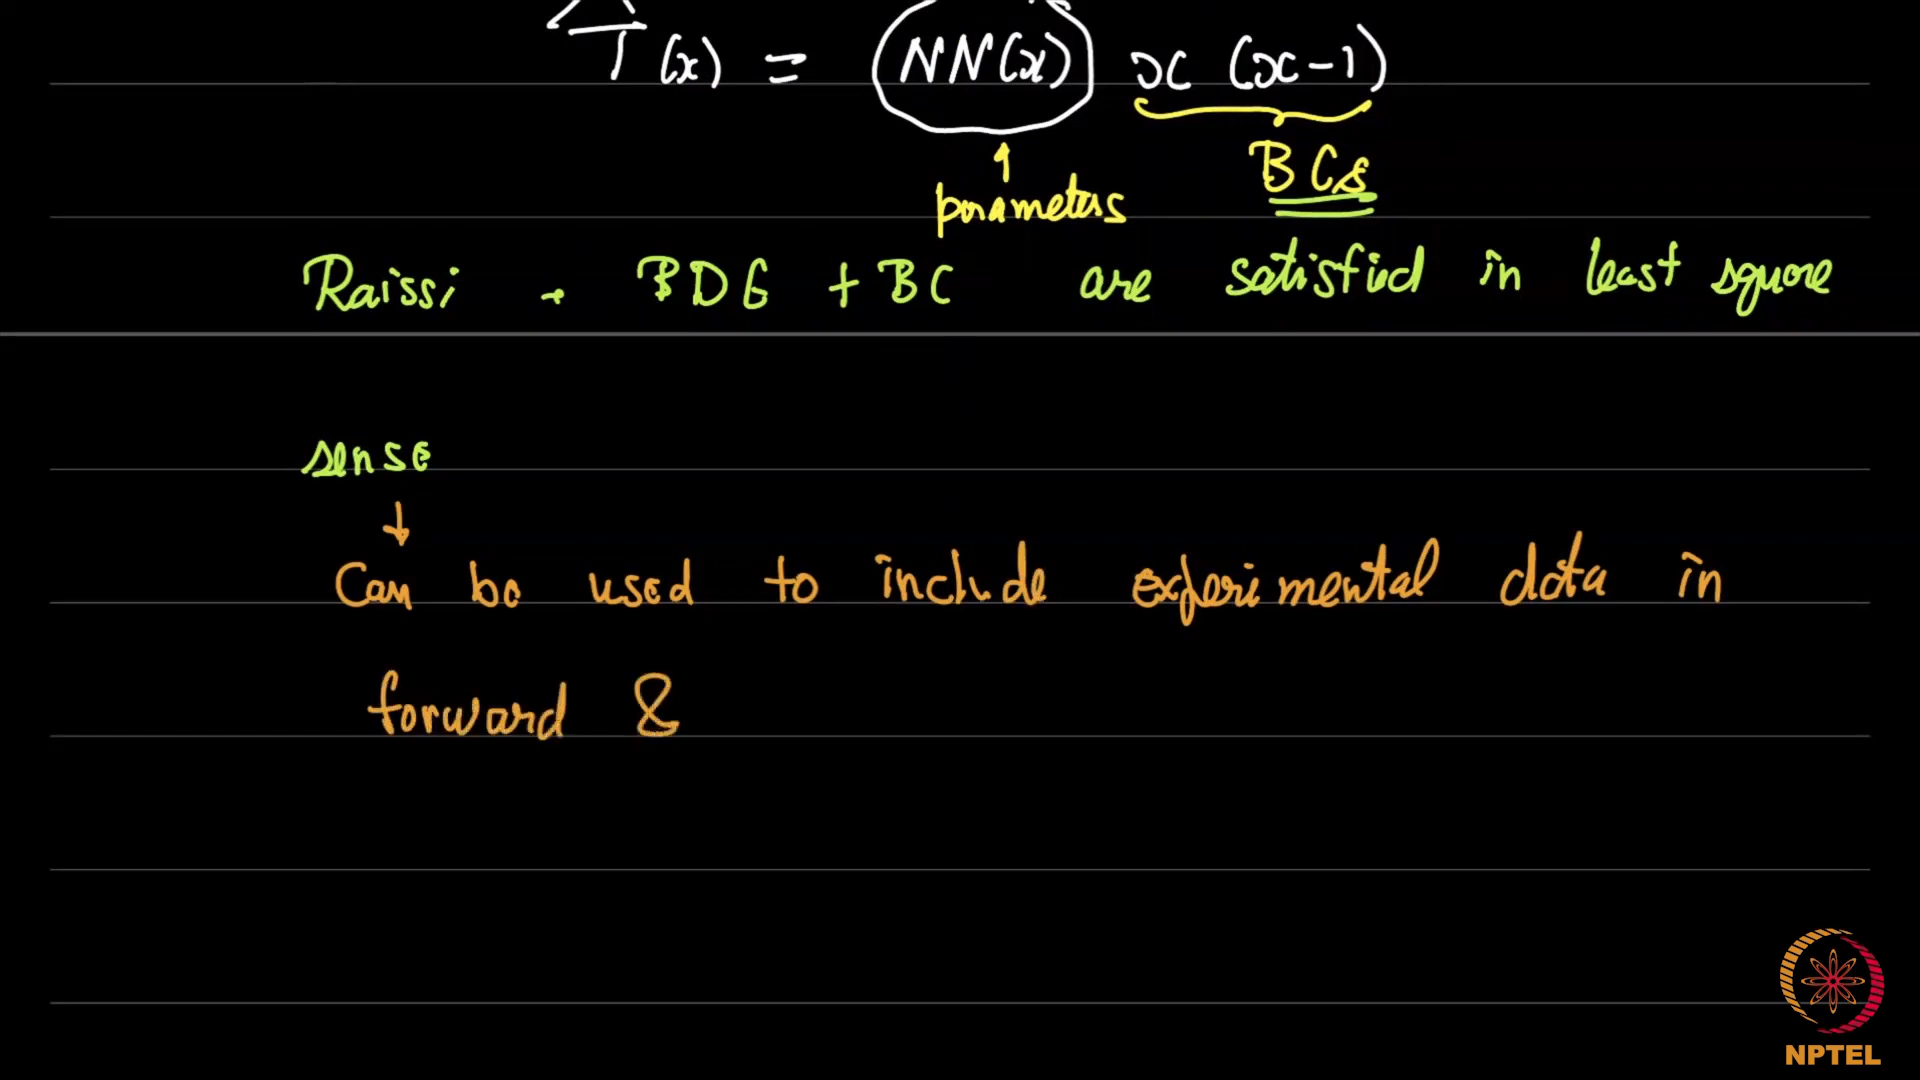 T̂(x) = NN(x) x (x-1)
BCs
parameters
Raissi . PDE + BC are satisfied in least square
sense
Can be used to include experimental data in
forward &
NPTEL